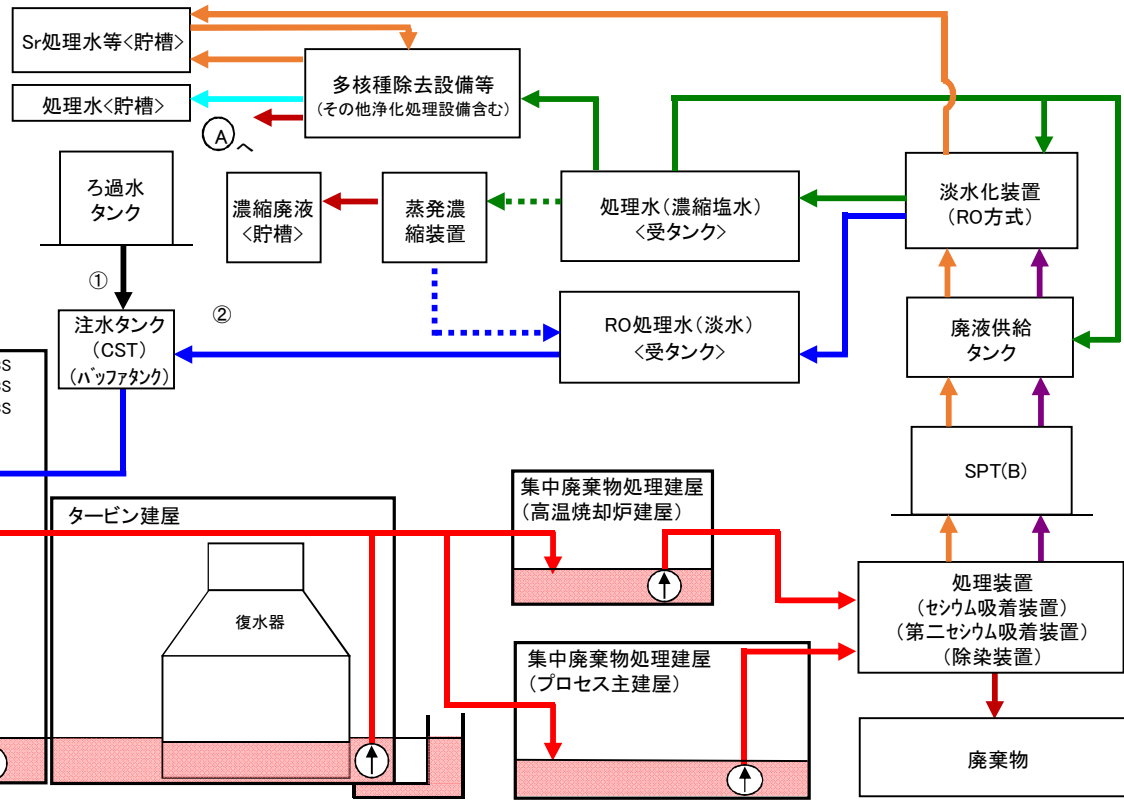 Sr処理水等<貯槽>
処理水<貯槽>
多核種除去設備等
(その他浄化処理設備含む)
Aへ
ろ過水
タンク
濃縮廃液
<貯槽>
蒸発濃
縮装置
処理水(濃縮塩水)
<受タンク>
淡水化装置
(RO方式)
①
②
注水タンク
(CST)
(バッファタンク)
RO処理水(淡水)
<受タンク>
廃液供給
タンク
SPT(B)
タービン建屋
復水器
集中廃棄物処理建屋
(高温焼却炉建屋)
集中廃棄物処理建屋
(プロセス主建屋)
処理装置
(セシウム吸着装置)
(第二セシウム吸着装置)
(除染装置)
廃棄物